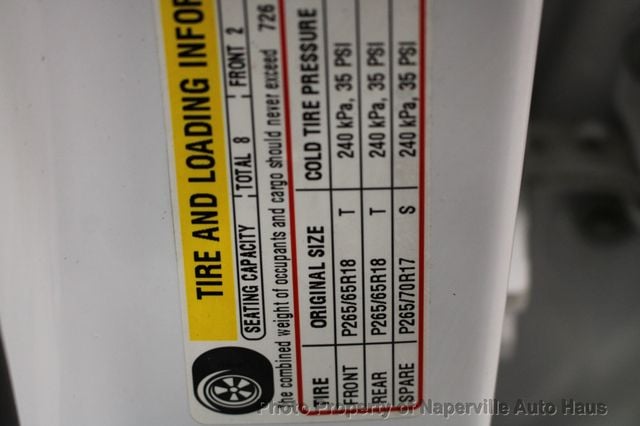 TIRE AND LOADING INFOR
SEATING CAPACITY TOTAL 8 FRONT 2
the combined weight of occupants and cargo should never exceed 726
TIRE ORIGINAL SIZE COLD TIRE PRESSURE
FRONT P265/65R18 T 240 kPa, 35 PSI
REAR P265/65R18 T 240 kPa, 35 PSI
SPARE P265/70R17 S 240 kPa, 35 PSI
Photo Property of Naperville Auto Haus